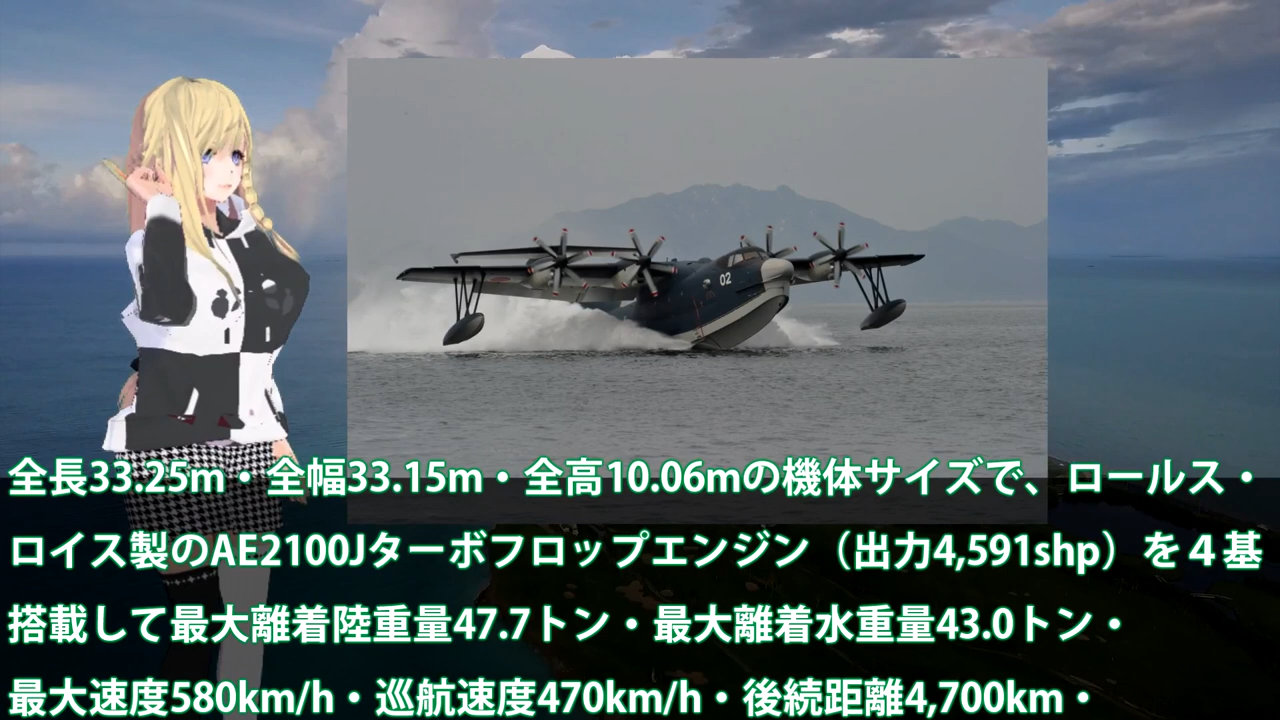 02
全長33.25m・全幅33.15m・全高10.06mの機体サイズで、ロールス・
ロイス製のAE2100Jターボフロップエンジン（出力4,591shp）を４基
搭載して最大離着陸重量47.7トン・最大離着水重量43.0トン・
最大速度580km/h・巡航速度470km/h・後続距離4,700km・